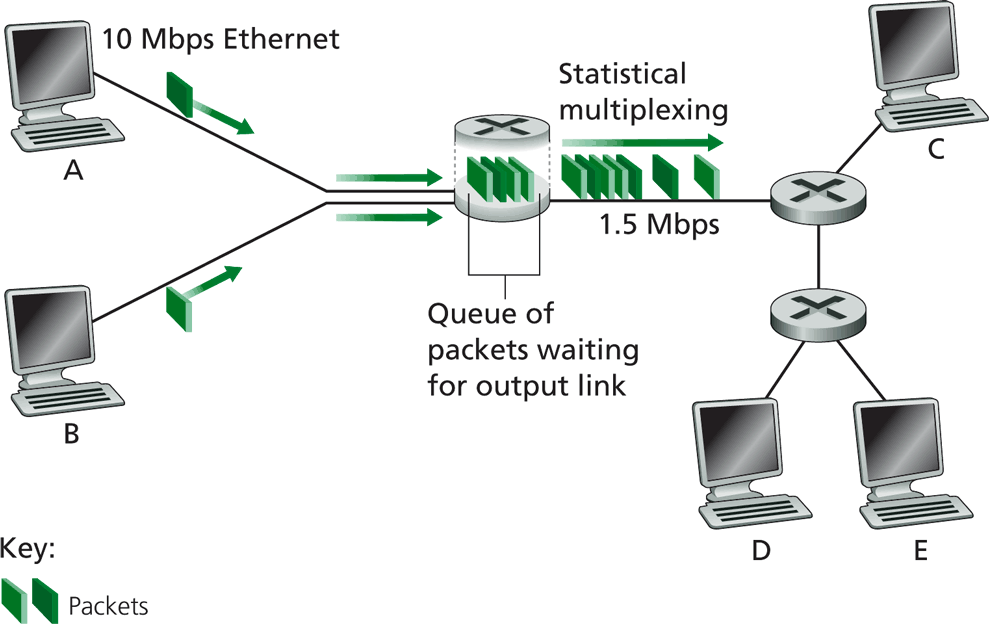 10 Mbps Ethernet
A
Statistical
multiplexing
C
1.5 Mbps
Queue of
packets waiting
for output link
B
D
E
Key:
Packets